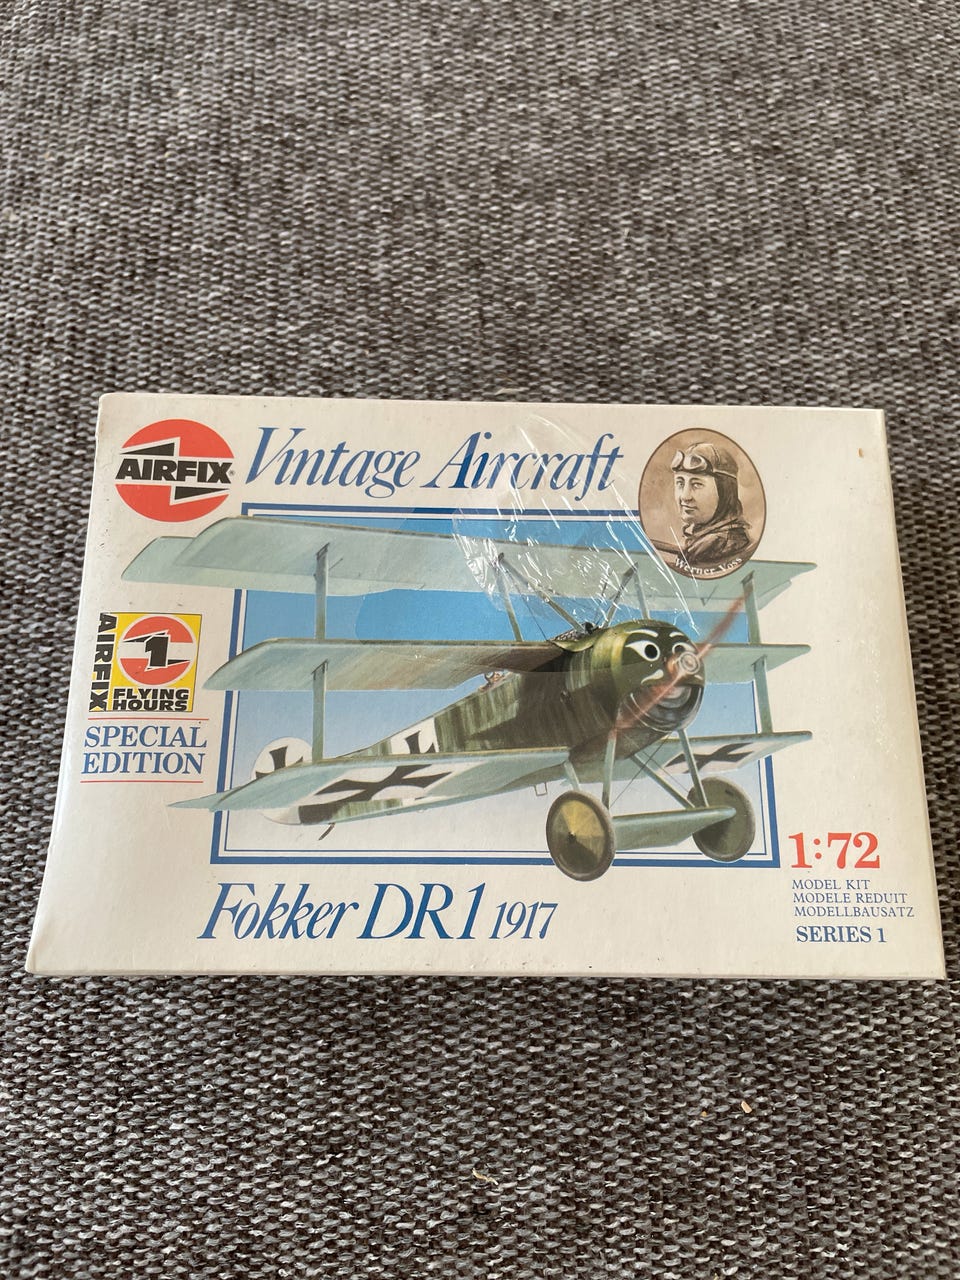 AIRFIX®
Vintage Aircraft
Werner Voss
AIRFIX
1
FLYING
HOURS
SPECIAL
EDITION
1:72
MODEL KIT
MODELE REDUIT
MODELLBAUSATZ
SERIES 1
Fokker DR1 1917